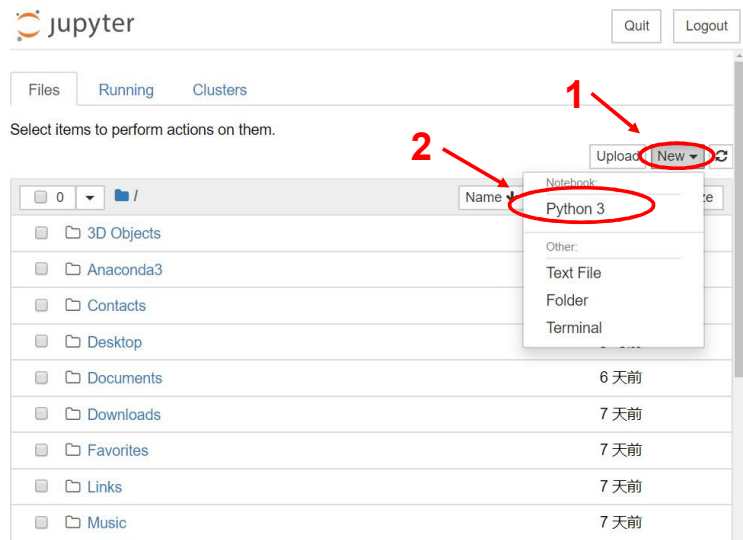 jupyter
Quit
Logout
Files
Running
Clusters
Select items to perform actions on them.
1
2
Upload
New
0
/
Name
Notebook:
Python 3
Other:
Text File
Folder
Terminal
3D Objects
Anaconda3
Contacts
Desktop
Documents 6 天前
Downloads 7 天前
Favorites 7 天前
Links 7 天前
Music 7 天前